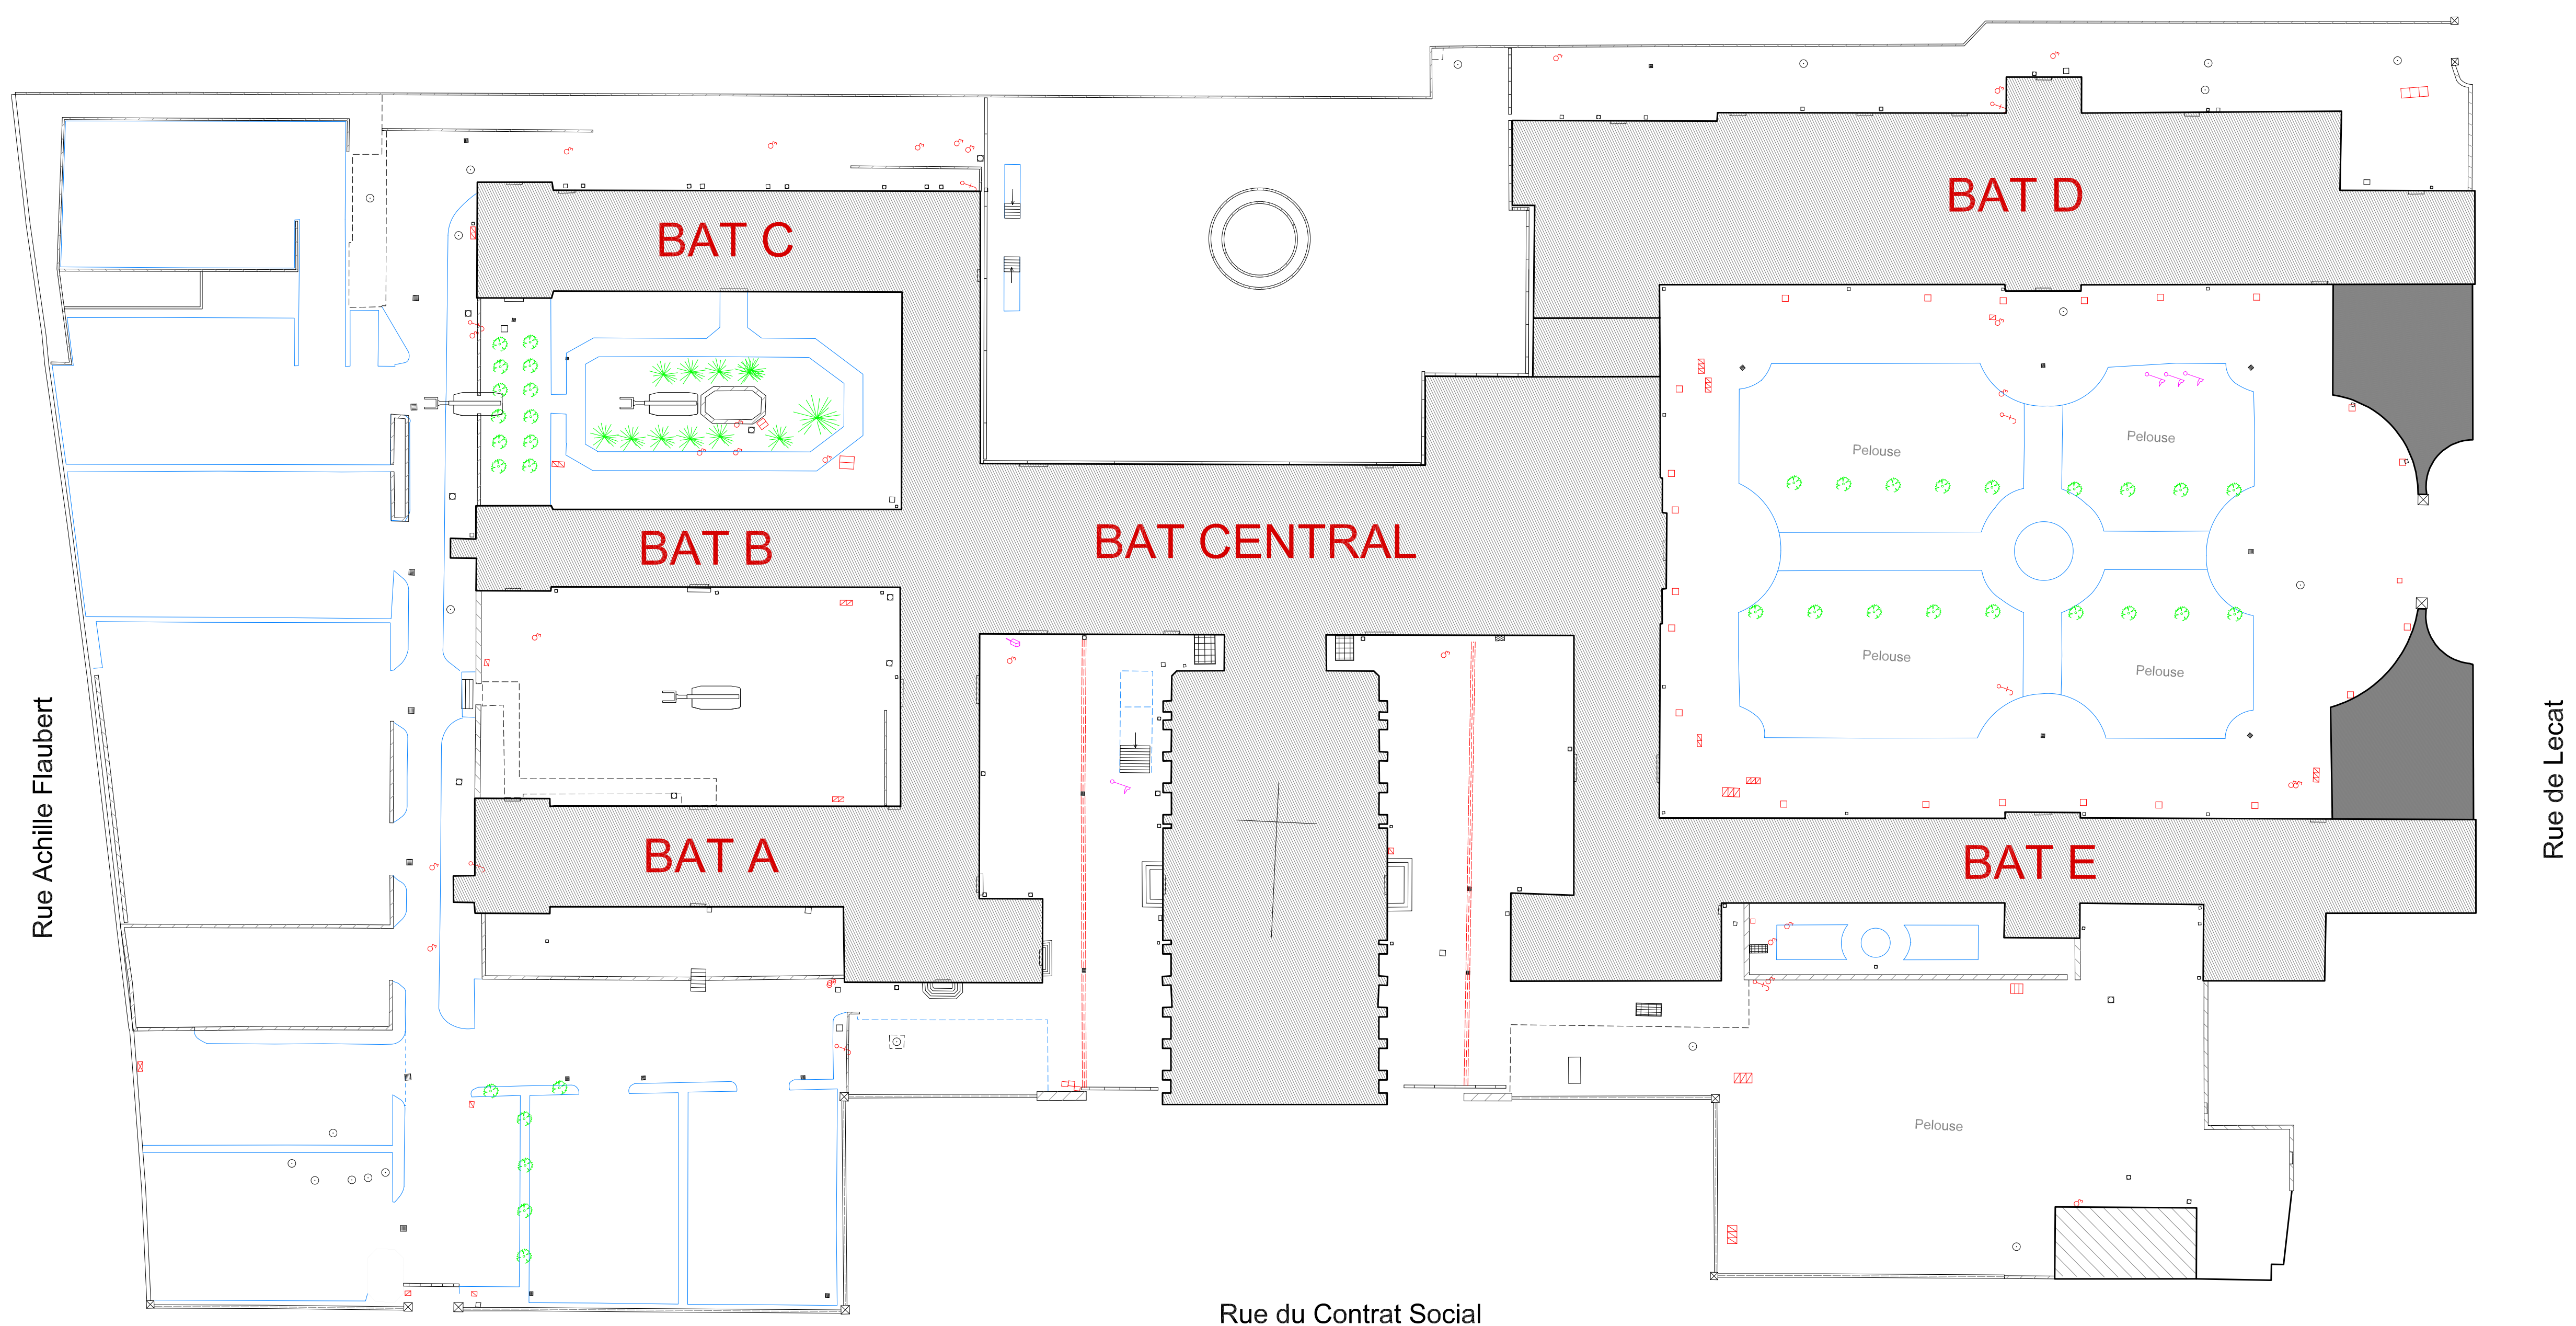 BAT D
BAT C
Pelouse
Pelouse
BAT CENTRAL
BAT B
Pelouse
Pelouse
Rue Achille Flaubert
Rue de Lecat
BAT A
BAT E
Pelouse
Rue du Contrat Social